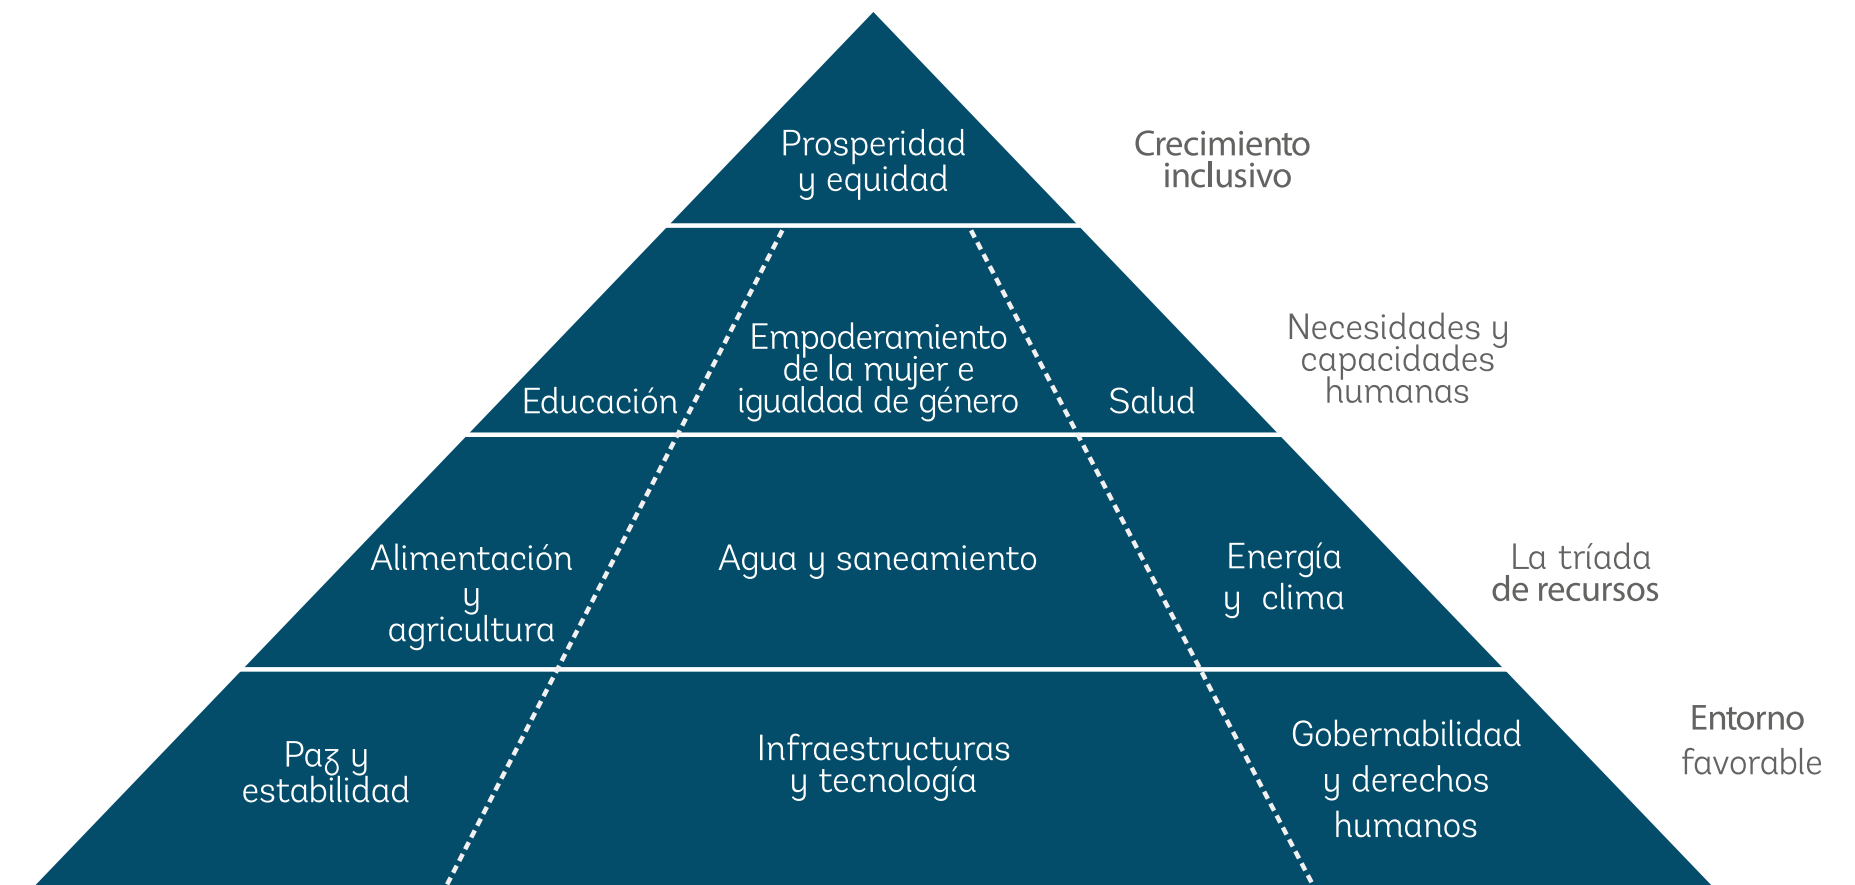 Prosperidad
y equidad
Crecimiento
inclusivo
Educación
Empoderamiento
de la mujer e
igualdad de género
Salud
Necesidades y
capacidades
humanas
Alimentación
y
agricultura
Agua y saneamiento
Energía
y clima
La tríada
de recursos
Paz y
estabilidad
Infraestructuras
y tecnología
Gobernabilidad
y derechos
humanos
Entorno
favorable